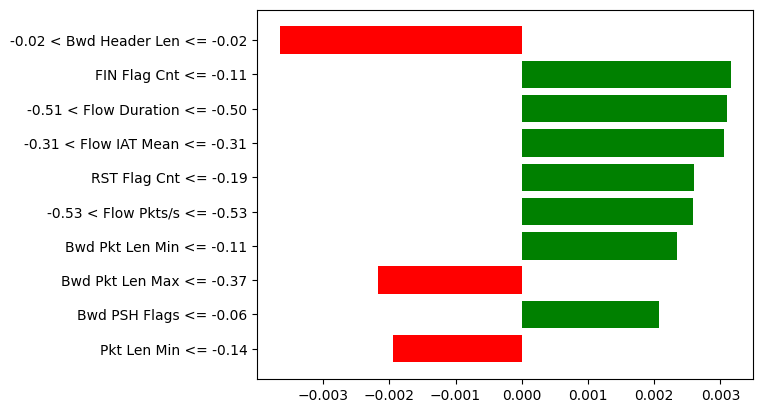 -0.02 < Bwd Header Len <= -0.02
FIN Flag Cnt <= -0.11
-0.51 < Flow Duration <= -0.50
-0.31 < Flow IAT Mean <= -0.31
RST Flag Cnt <= -0.19
-0.53 < Flow Pkts/s <= -0.53
Bwd Pkt Len Min <= -0.11
Bwd Pkt Len Max <= -0.37
Bwd PSH Flags <= -0.06
Pkt Len Min <= -0.14
−0.003 −0.002 −0.001 0.000 0.001 0.002 0.003